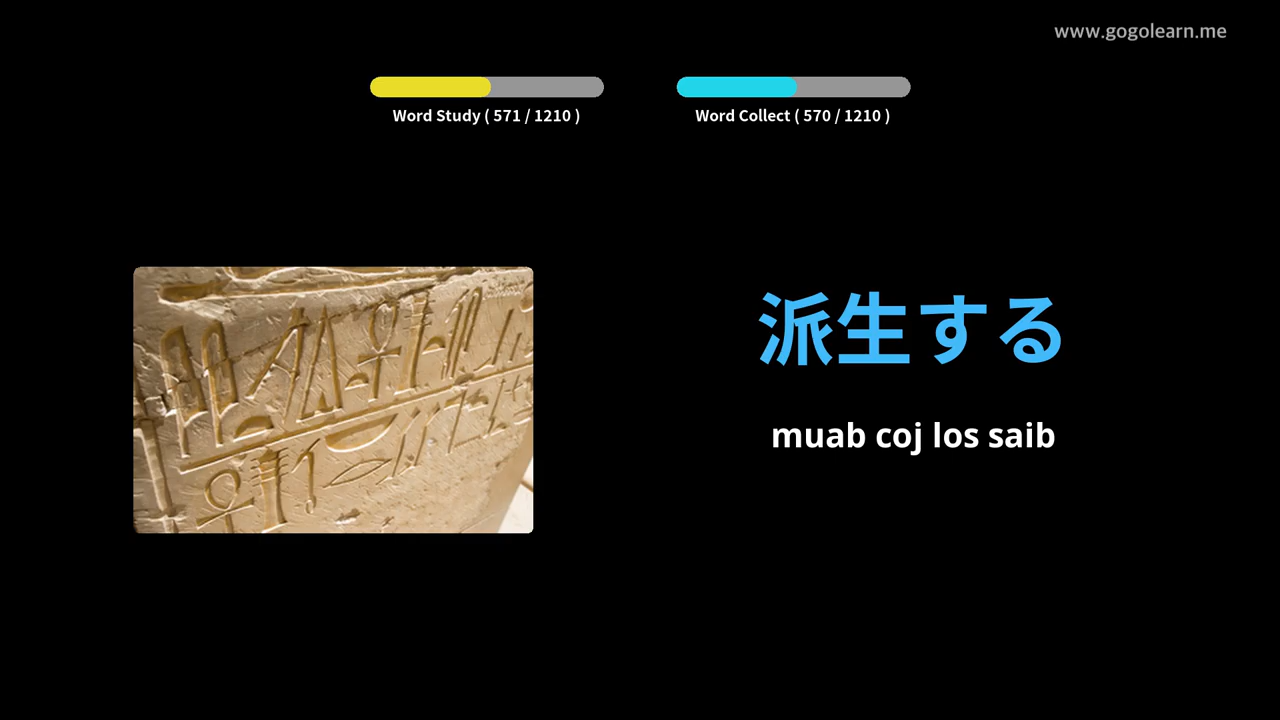 www.gogolearn.me
Word Study ( 571 / 1210 )
Word Collect ( 570 / 1210 )
派生する
muab coj los saib